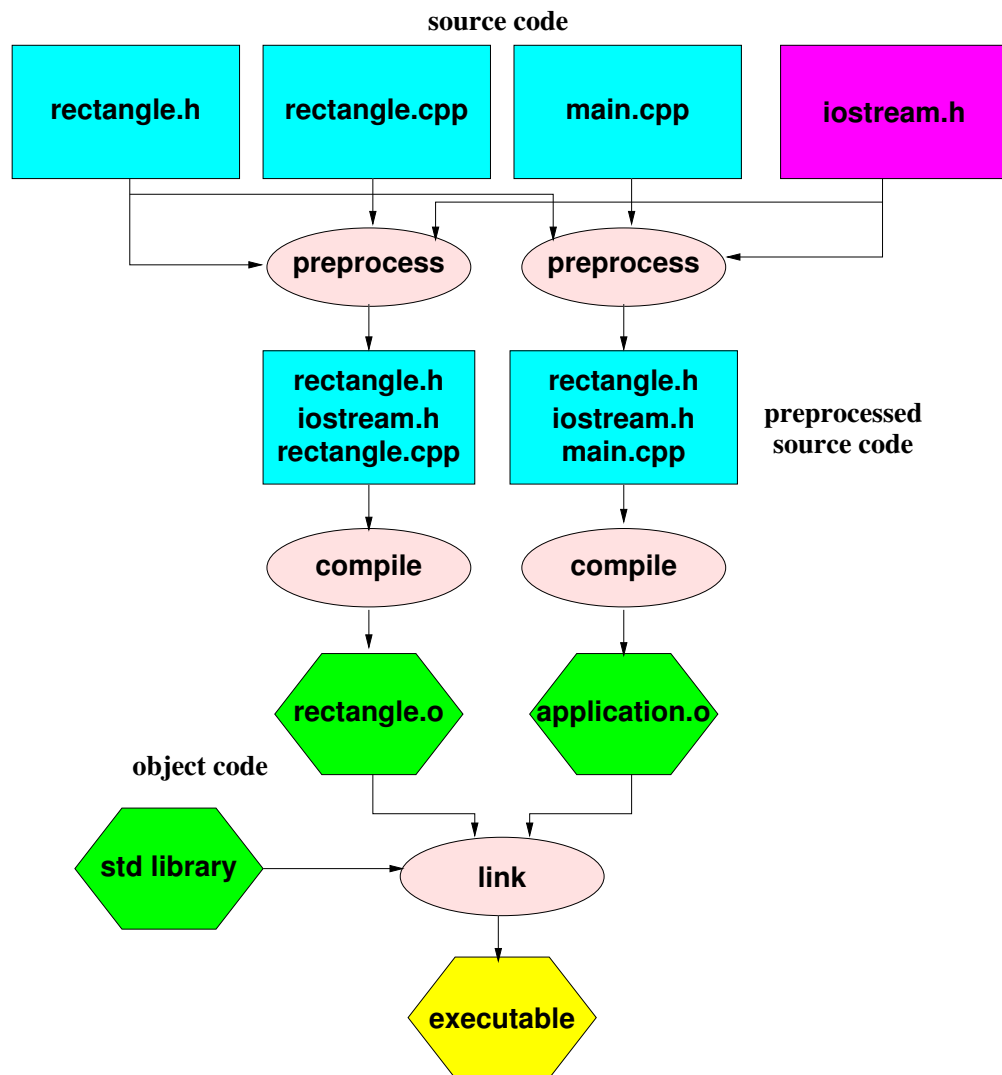 source code
rectangle.h
rectangle.cpp
main.cpp
iostream.h
preprocess
preprocess
rectangle.h
iostream.h
rectangle.cpp
rectangle.h
iostream.h
main.cpp
preprocessed
source code
compile
compile
rectangle.o
application.o
object code
std library
link
executable